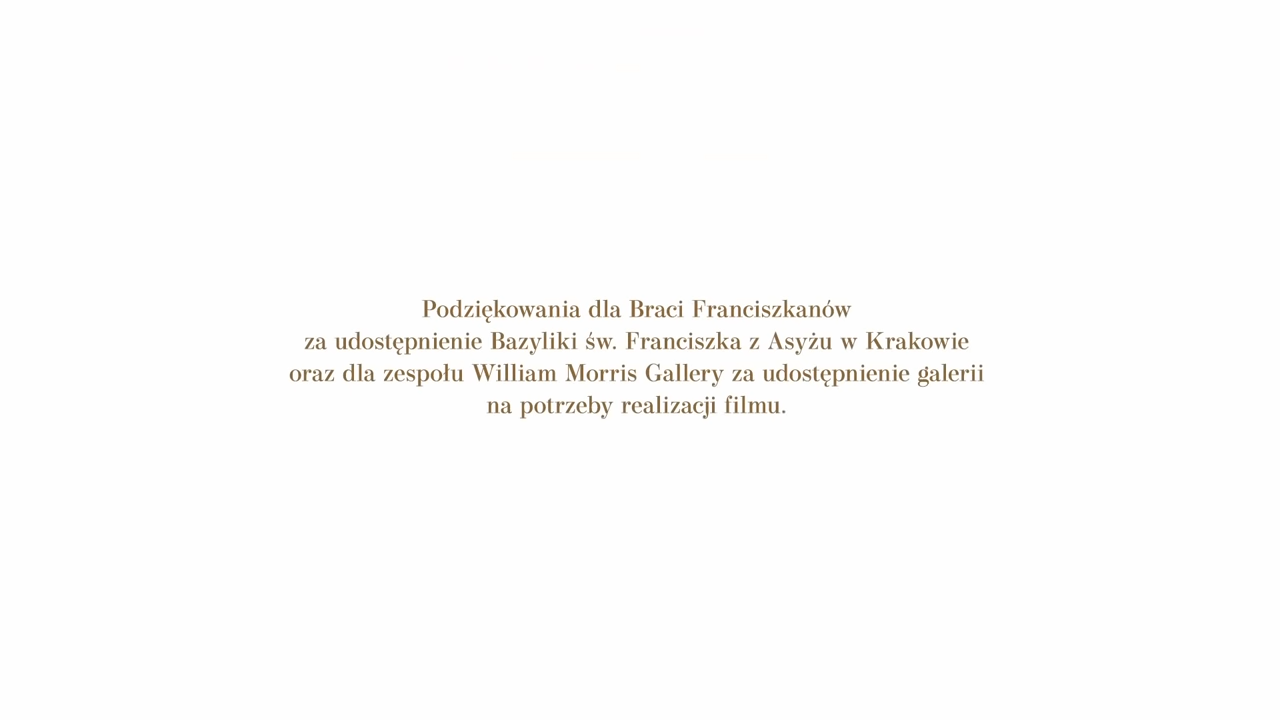 Podziękowania dla Braci Franciszkanów
za udostępnienie Bazyliki św. Franciszka z Asyżu w Krakowie
oraz dla zespołu William Morris Gallery za udostępnienie galerii
na potrzeby realizacji filmu.